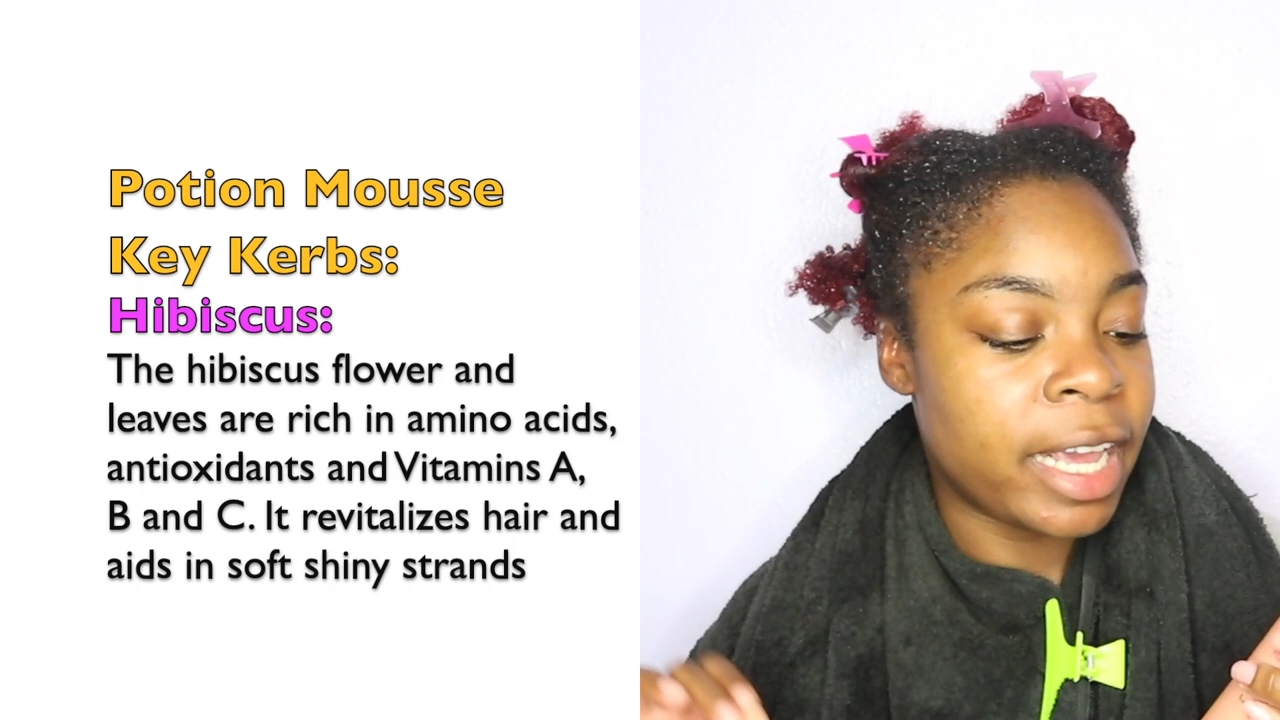 Potion Mousse
Key Kerbs:
Hibiscus:
The hibiscus flower and
leaves are rich in amino acids,
antioxidants and Vitamins A,
B and C. It revitalizes hair and
aids in soft shiny strands